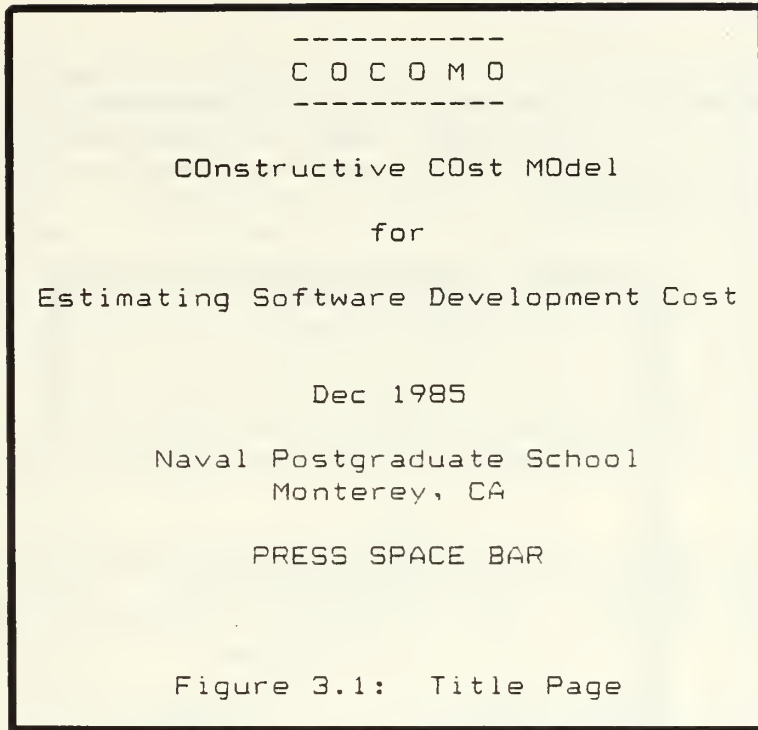 -----------
C O C O M O
-----------
COnstructive COst MOdel
for
Estimating Software Development Cost
Dec 1985
Naval Postgraduate School
Monterey, CA
PRESS SPACE BAR
Figure 3.1:  Title Page